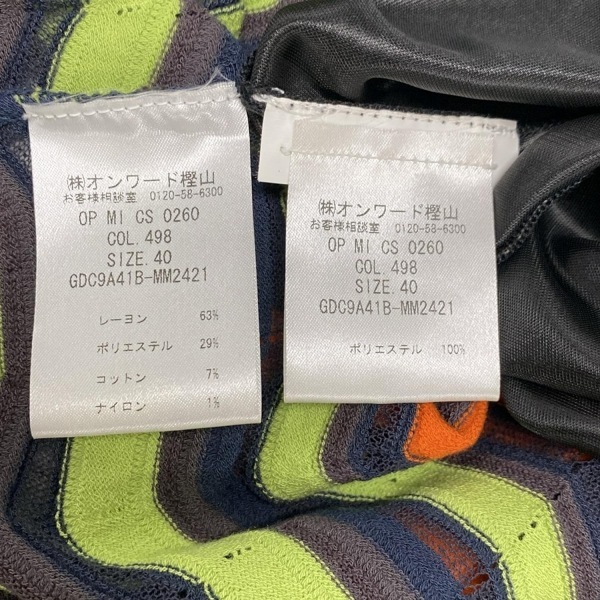 ㈱オンワード樫山
お客様相談室 0120-58-6300
OP MI CS 0260
COL. 498
SIZE. 40
GDC9A41B-MM2421
レーヨン 63%
ポリエステル 29%
コットン 7%
ナイロン 1%
㈱オンワード樫山
お客様相談室 0120-58-6300
OP MI CS 0260
COL. 498
SIZE. 40
GDC9A41B-MM2421
ポリエステル 100%